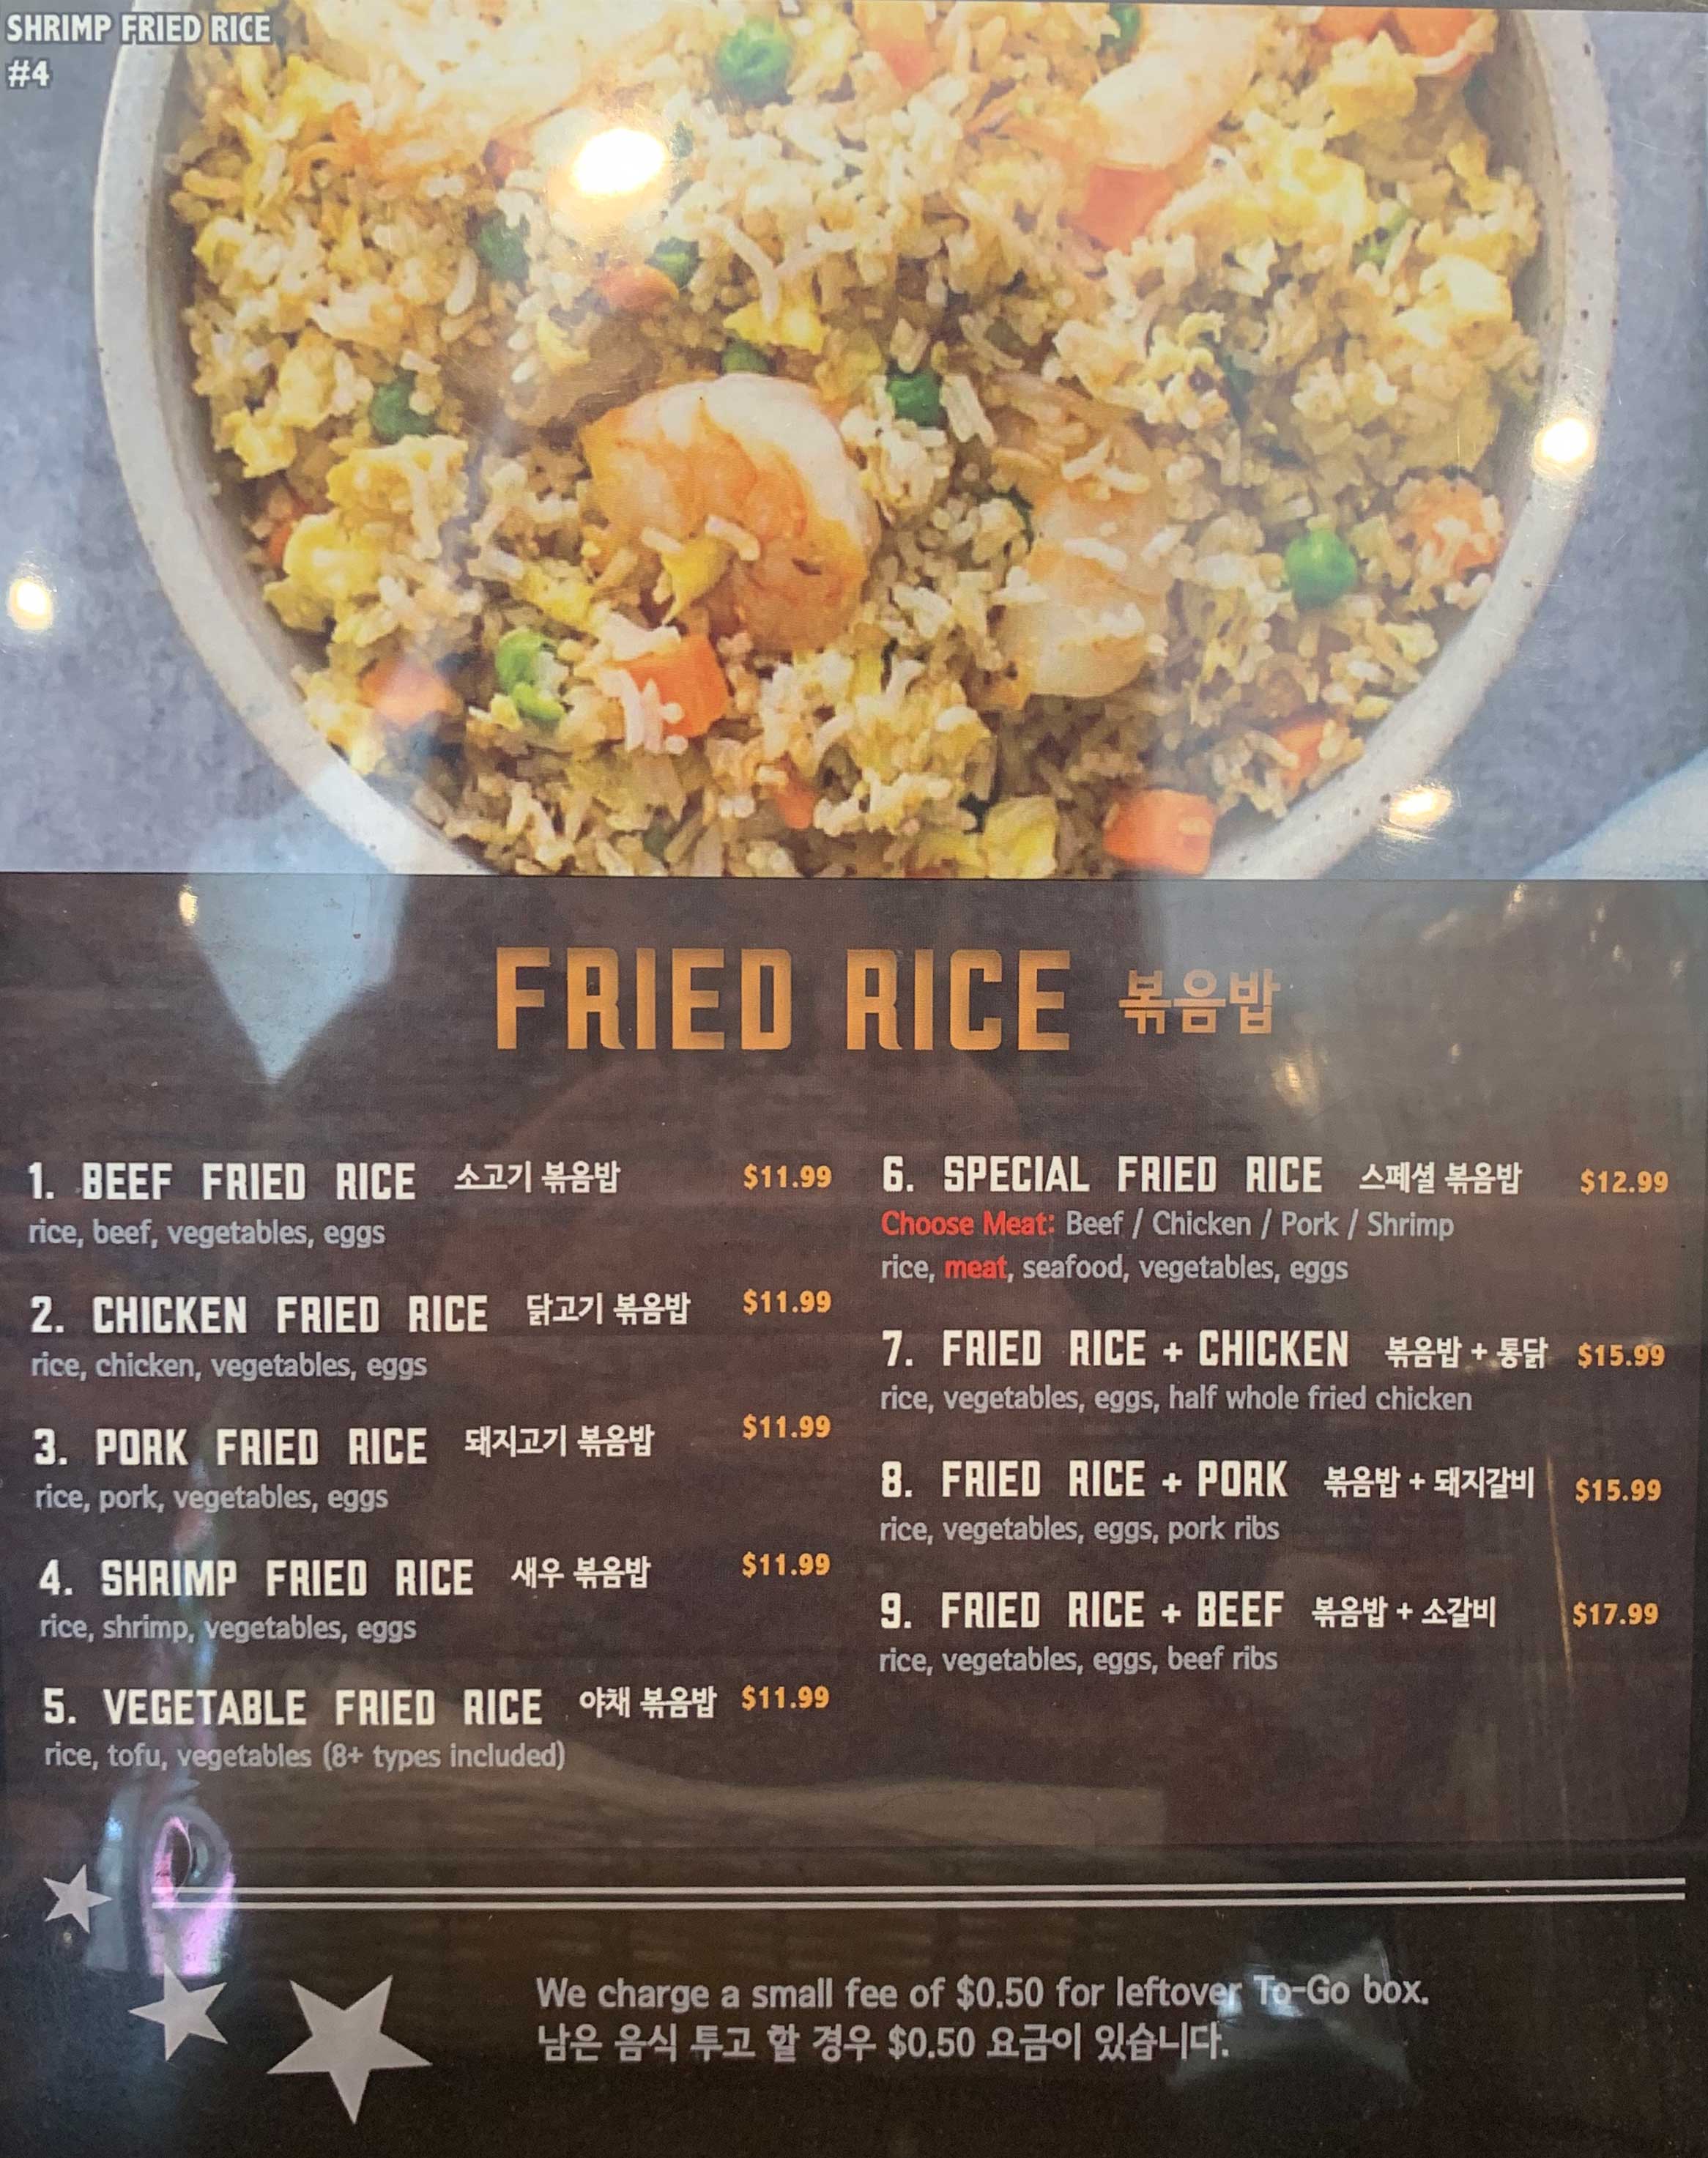 SHRIMP FRIED RICE
#4
FRIED RICE 볶음밥
1. BEEF FRIED RICE 소고기 볶음밥 $11.99
rice, beef, vegetables, eggs
2. CHICKEN FRIED RICE 닭고기 볶음밥 $11.99
rice, chicken, vegetables, eggs
3. PORK FRIED RICE 돼지고기 볶음밥 $11.99
rice, pork, vegetables, eggs
4. SHRIMP FRIED RICE 새우 볶음밥 $11.99
rice, shrimp, vegetables, eggs
5. VEGETABLE FRIED RICE 야채 볶음밥 $11.99
rice, tofu, vegetables (8+ types included)
6. SPECIAL FRIED RICE 스페셜 볶음밥 $12.99
Choose Meat: Beef / Chicken / Pork / Shrimp
rice, meat, seafood, vegetables, eggs
7. FRIED RICE + CHICKEN 볶음밥 + 통닭 $15.99
rice, vegetables, eggs, half whole fried chicken
8. FRIED RICE + PORK 볶음밥 + 돼지갈비 $15.99
rice, vegetables, eggs, pork ribs
9. FRIED RICE + BEEF 볶음밥 + 소갈비 $17.99
rice, vegetables, eggs, beef ribs
We charge a small fee of $0.50 for leftover To-Go box.
남은 음식 투고 할 경우 $0.50 요금이 있습니다.